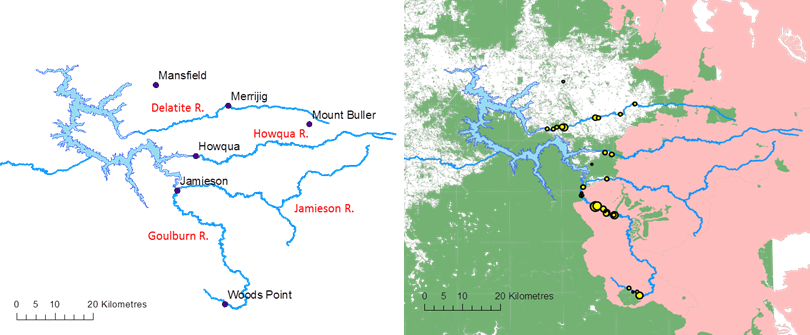 Mansfield
Merrijig
Delatite R.
Mount Buller
Howqua R.
Howqua
Jamieson
Jamieson R.
Goulburn R.
Woods Point
0 5 10 20 Kilometres
0 5 10 20 Kilometres